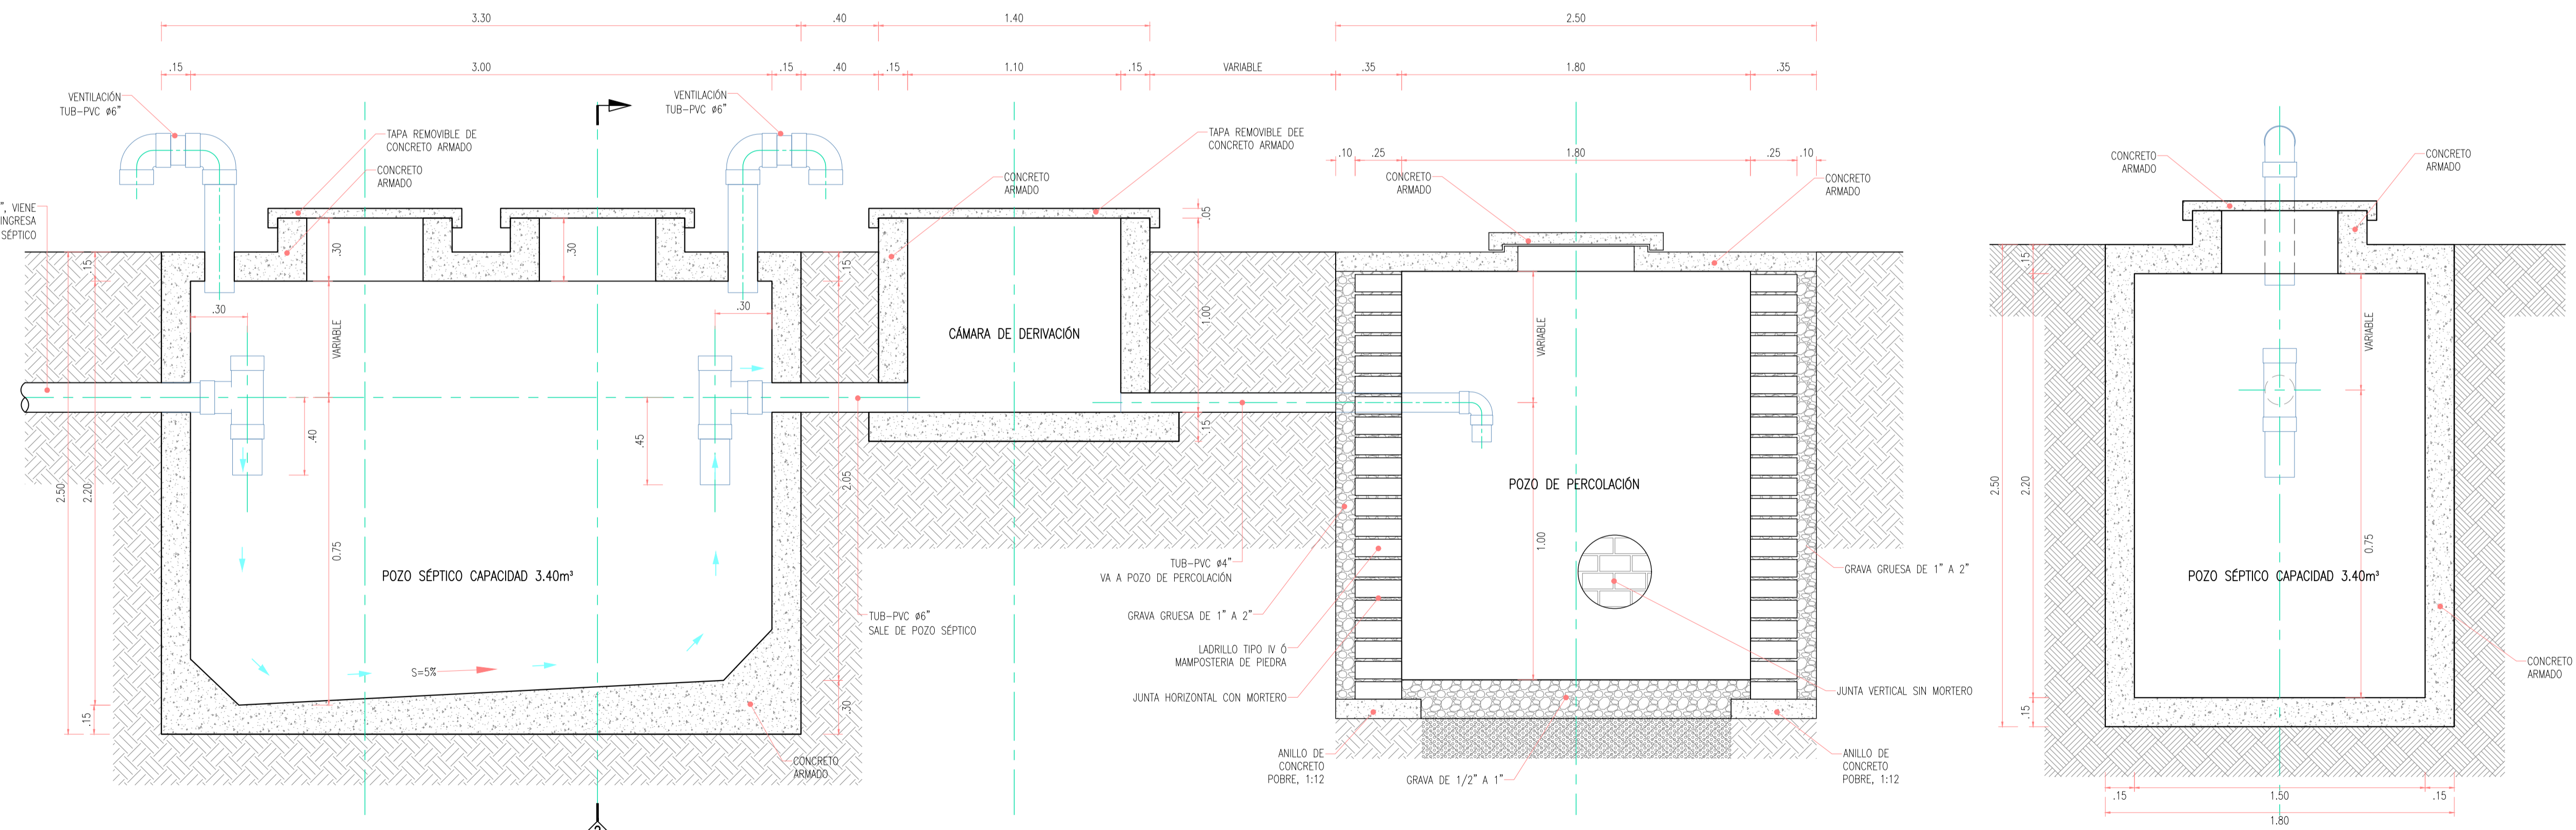 3.30
.40
1.40
2.50
.15
3.00
.15
.40
.15
1.10
.15
VARIABLE
.35
1.80
.35
VENTILACIÓN
TUB-PVC ø6"
VENTILACIÓN
TUB-PVC ø6"
TAPA REMOVIBLE DE
CONCRETO ARMADO
CONCRETO
ARMADO
TAPA REMOVIBLE DEE
CONCRETO ARMADO
CONCRETO
ARMADO
.10
.25
1.80
.25
.10
CONCRETO
ARMADO
CONCRETO
ARMADO
CONCRETO
ARMADO
CONCRETO
ARMADO
", VIENE
INGRESA
SÉPTICO
.15
.30
.30
.15
.05
.15
.30
.30
VARIABLE
1.00
CÁMARA DE DERIVACIÓN
VARIABLE
VARIABLE
.40
.45
.15
2.50
2.20
2.05
0.75
POZO SÉPTICO CAPACIDAD 3.40m³
POZO DE PERCOLACIÓN
1.00
2.50
2.20
0.75
POZO SÉPTICO CAPACIDAD 3.40m³
TUB-PVC ø4"
VA A POZO DE PERCOLACIÓN
GRAVA GRUESA DE 1" A 2"
GRAVA GRUESA DE 1" A 2"
TUB-PVC ø6"
SALE DE POZO SÉPTICO
LADRILLO TIPO IV Ó
MAMPOSTERIA DE PIEDRA
JUNTA HORIZONTAL CON MORTERO
JUNTA VERTICAL SIN MORTERO
S=5%
.15
.30
.15
CONCRETO
ARMADO
CONCRETO
ARMADO
ANILLO DE
CONCRETO
POBRE, 1:12
GRAVA DE 1/2" A 1"
ANILLO DE
CONCRETO
POBRE, 1:12
.15
1.50
.15
1.80